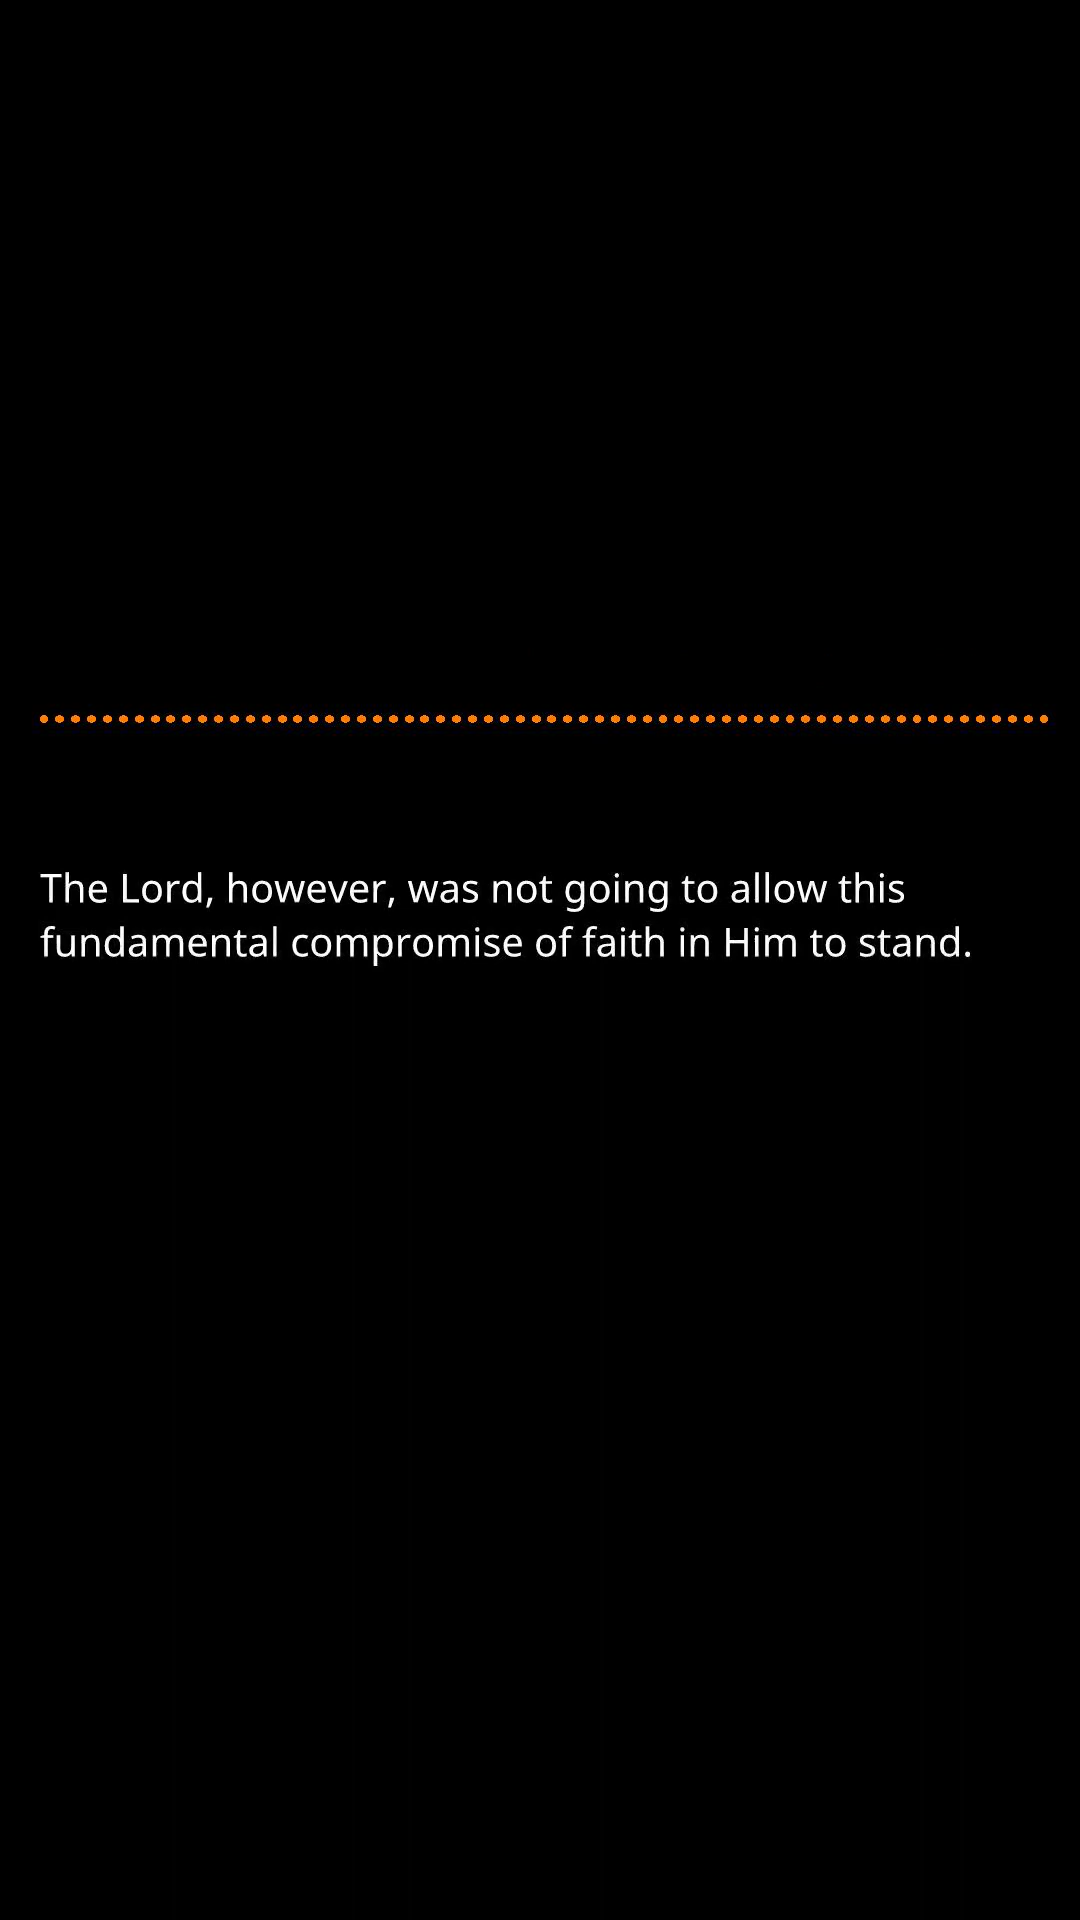 The Lord, however, was not going to allow this
fundamental compromise of faith in Him to stand.